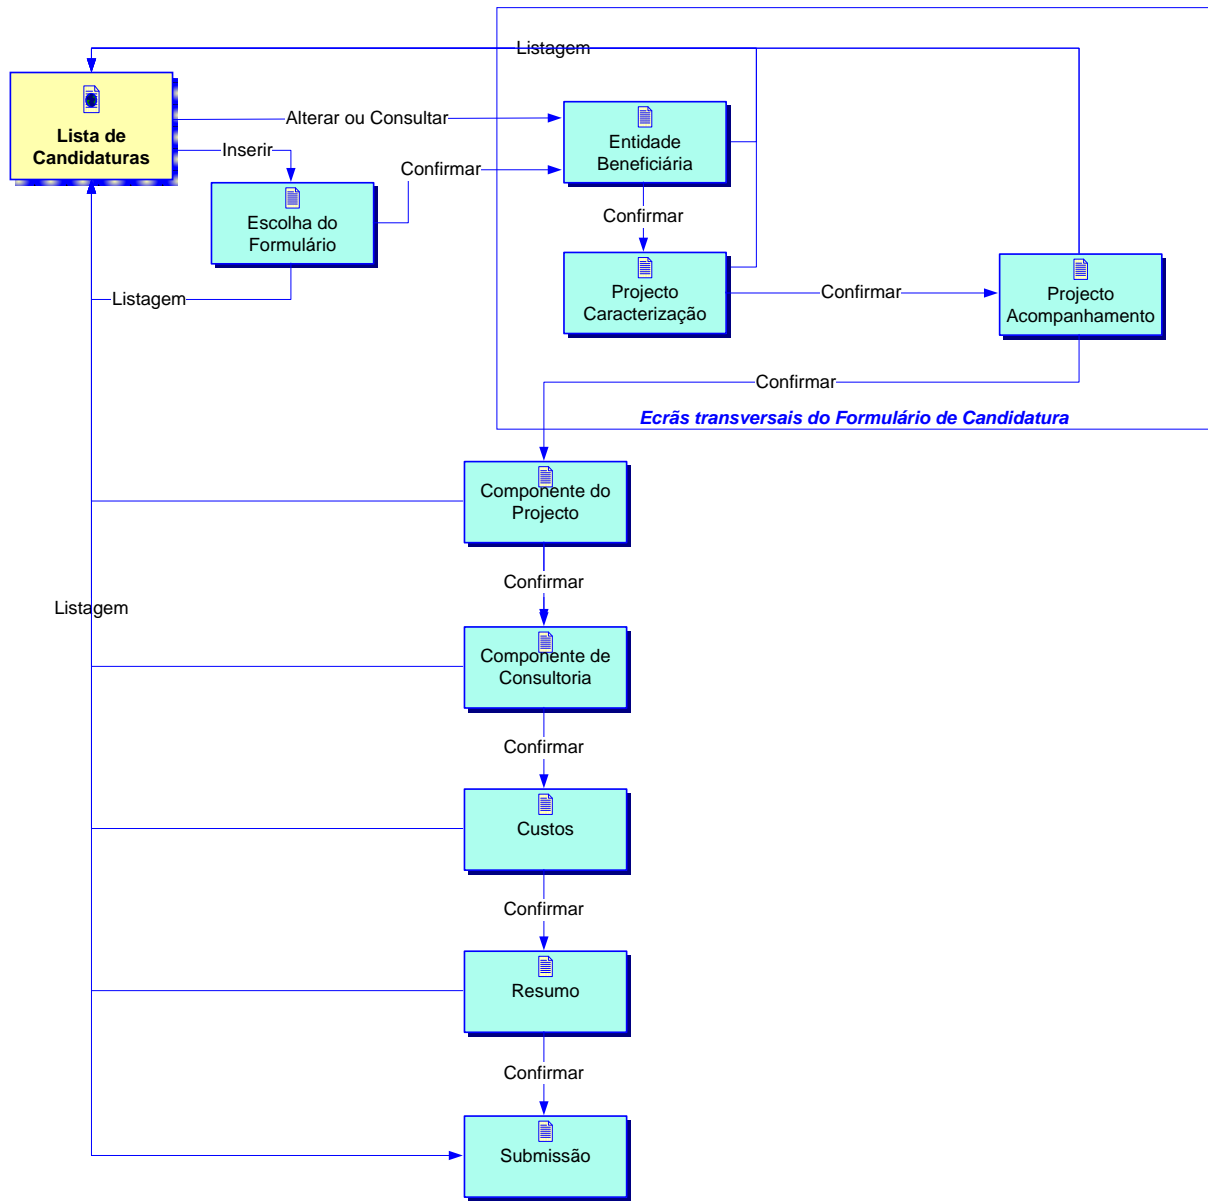 Listagem
Lista de
Candidaturas
Alterar ou Consultar
Entidade
Beneficiária
Inserir
Confirmar
Escolha do
Formulário
Confirmar
Listagem
Projecto
Caracterização
Confirmar
Projecto
Acompanhamento
Confirmar
Ecrãs transversais do Formulário de Candidatura
Componente do
Projecto
Confirmar
Listagem
Componente de
Consultoria
Confirmar
Custos
Confirmar
Resumo
Confirmar
Submissão